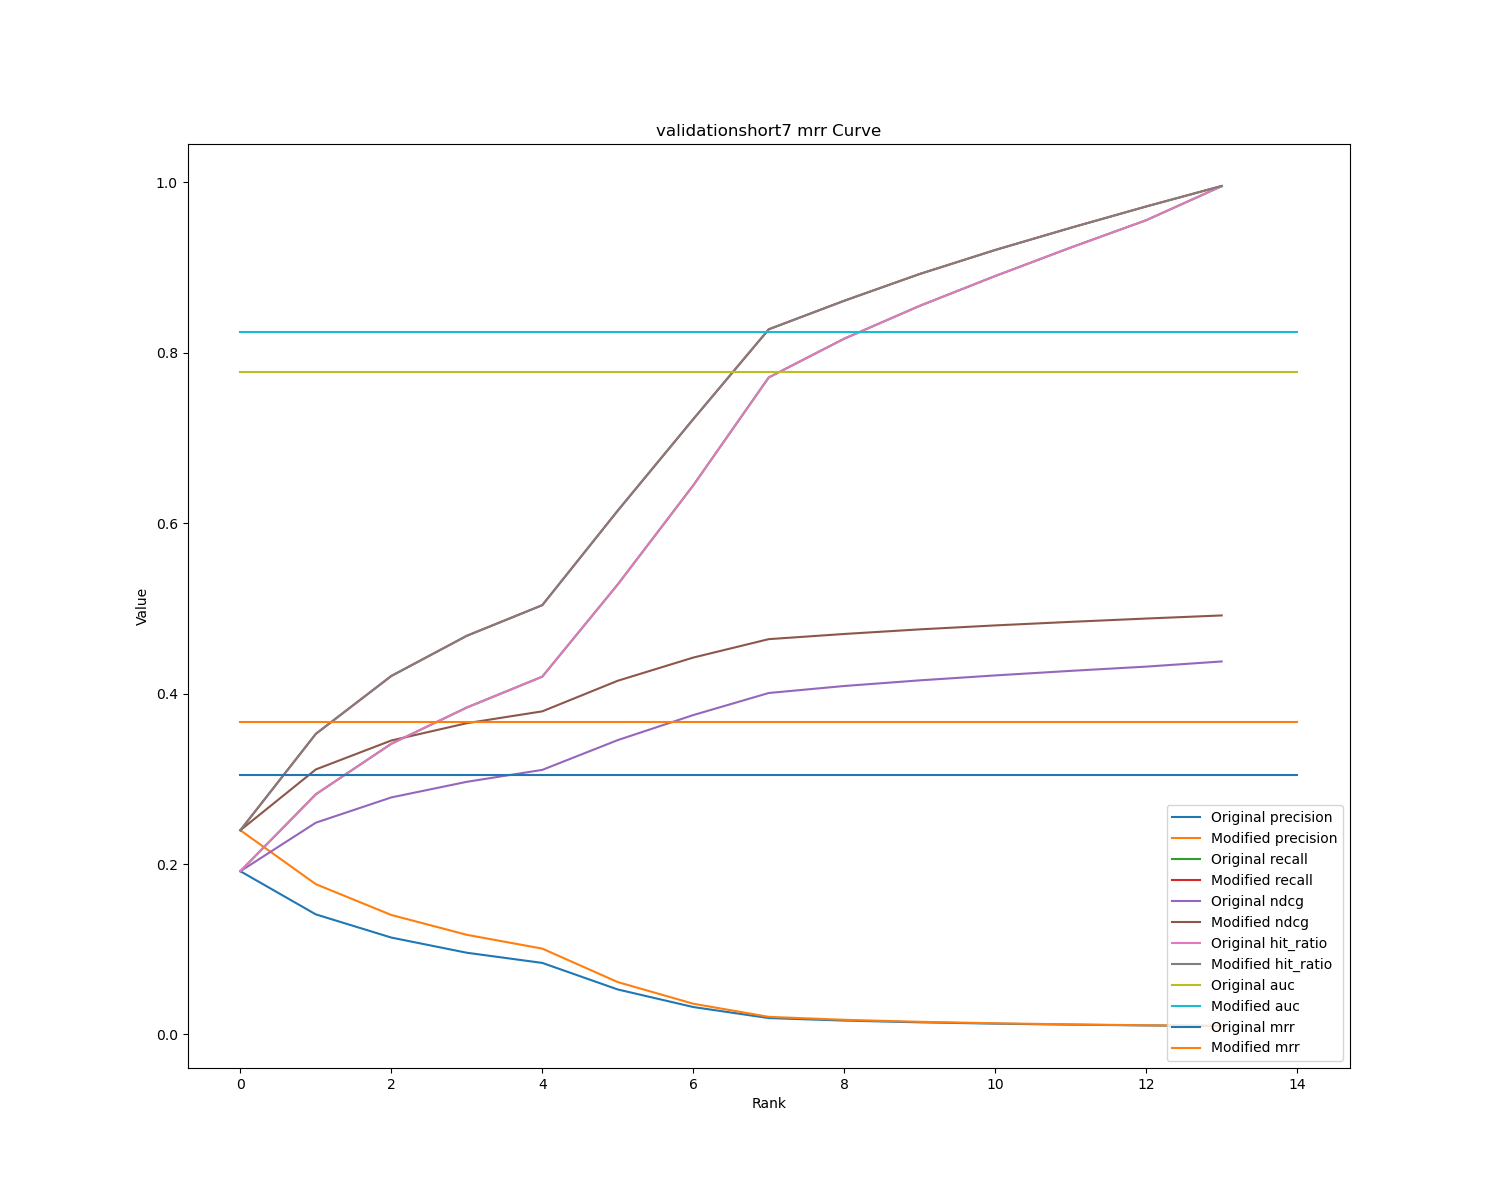 validationshort7 mrr Curve
1.0
0.8
0.6
0.4
0.2
0.0
Value
0 2 4 6 8 10 12 14
Rank
Original precision
Modified precision
Original recall
Modified recall
Original ndcg
Modified ndcg
Original hit_ratio
Modified hit_ratio
Original auc
Modified auc
Original mrr
Modified mrr